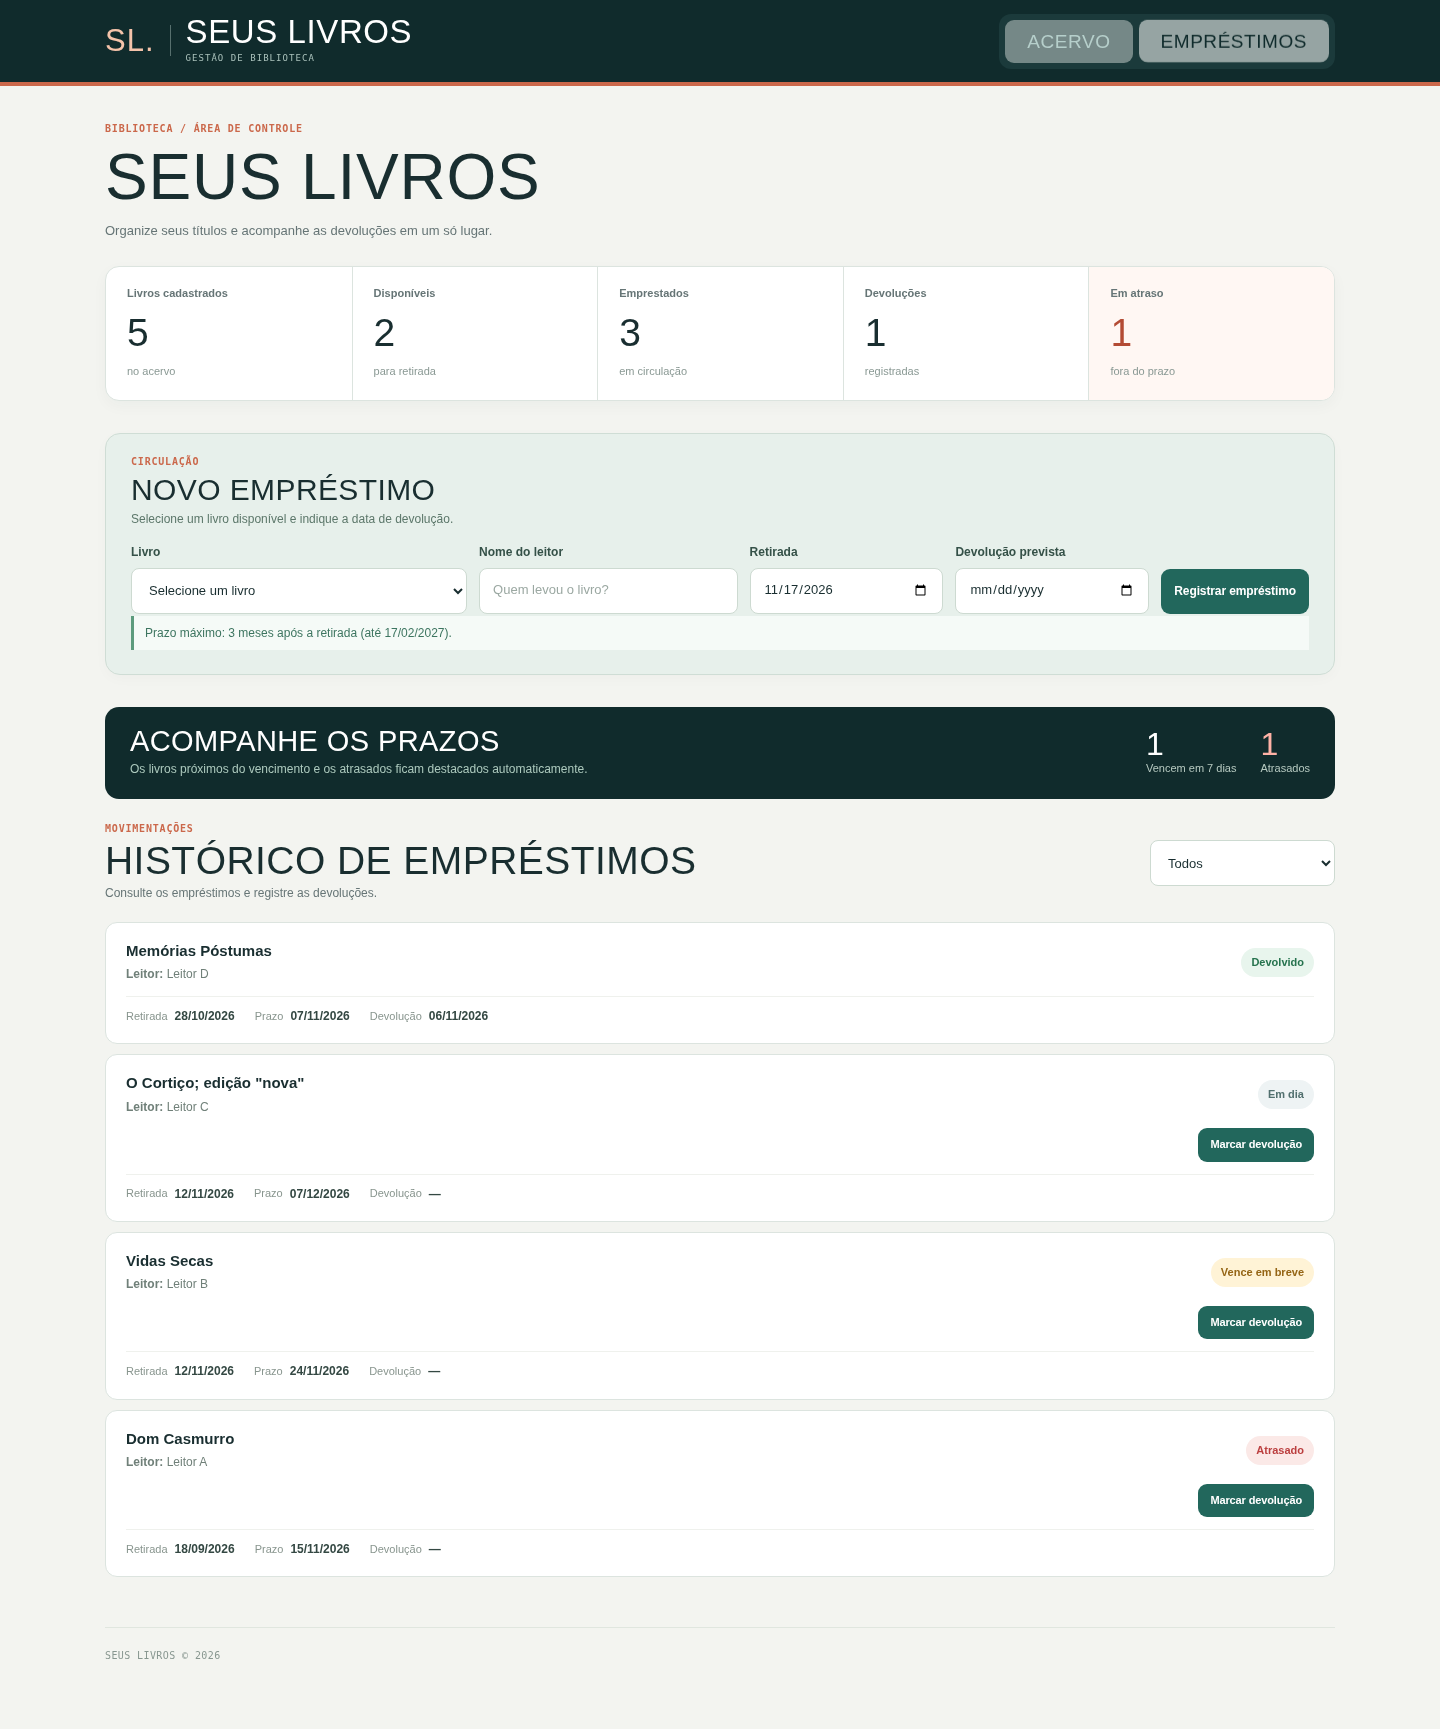 SL.
SEUS LIVROS
GESTÃO DE BIBLIOTECA
ACERVO
EMPRÉSTIMOS
BIBLIOTECA / ÁREA DE CONTROLE
SEUS LIVROS
Organize seus títulos e acompanhe as devoluções em um só lugar.
Livros cadastrados
5
no acervo
Disponíveis
2
para retirada
Emprestados
3
em circulação
Devoluções
1
registradas
Em atraso
1
fora do prazo
CIRCULAÇÃO
NOVO EMPRÉSTIMO
Selecione um livro disponível e indique a data de devolução.
Livro
Selecione um livro
Nome do leitor
Quem levou o livro?
Retirada
11/17/2026
Devolução prevista
mm/dd/yyyy
Registrar empréstimo
Prazo máximo: 3 meses após a retirada (até 17/02/2027).
ACOMPANHE OS PRAZOS
Os livros próximos do vencimento e os atrasados ficam destacados automaticamente.
1
Vencem em 7 dias
1
Atrasados
MOVIMENTAÇÕES
HISTÓRICO DE EMPRÉSTIMOS
Consulte os empréstimos e registre as devoluções.
Todos
Memórias Póstumas
Leitor: Leitor D
Devolvido
Retirada 28/10/2026 Prazo 07/11/2026 Devolução 06/11/2026
O Cortiço; edição "nova"
Leitor: Leitor C
Em dia
Marcar devolução
Retirada 12/11/2026 Prazo 07/12/2026 Devolução —
Vidas Secas
Leitor: Leitor B
Vence em breve
Marcar devolução
Retirada 12/11/2026 Prazo 24/11/2026 Devolução —
Dom Casmurro
Leitor: Leitor A
Atrasado
Marcar devolução
Retirada 18/09/2026 Prazo 15/11/2026 Devolução —
SEUS LIVROS © 2026